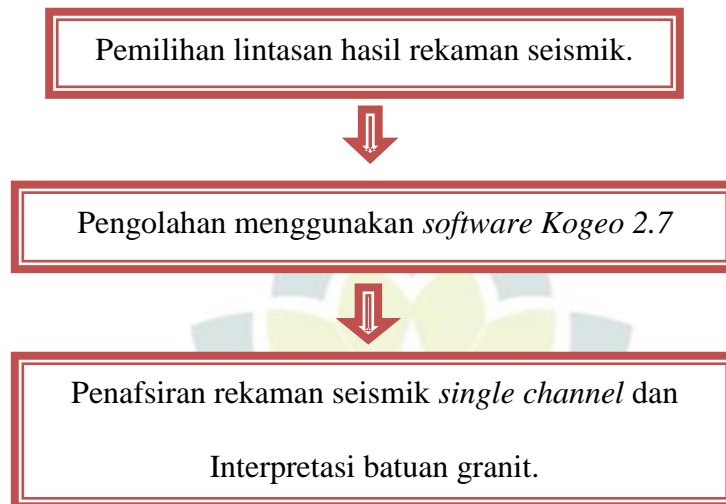 Pemilihan lintasan hasil rekaman seismik.
Pengolahan menggunakan software Kogeo 2.7
Penafsiran rekaman seismik single channel dan
Interpretasi batuan granit.